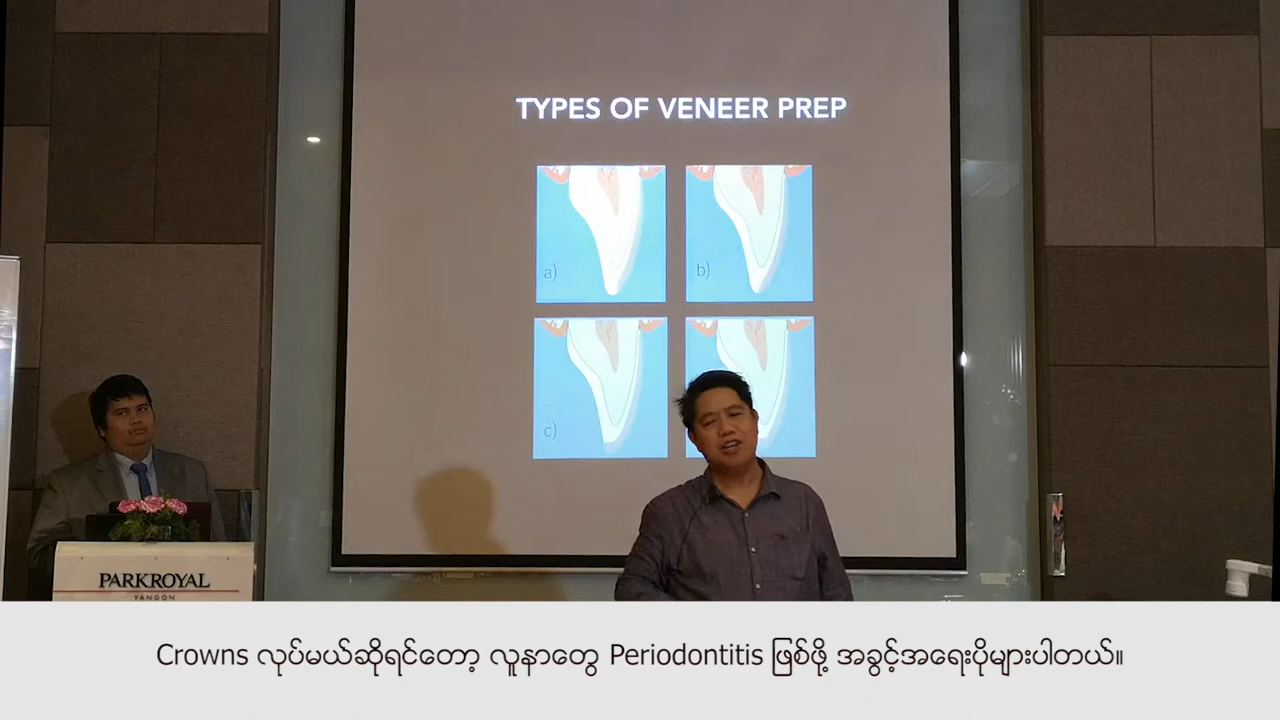 TYPES OF VENEER PREP
a)
b)
c)
PARKROYAL
YANGON
Crowns လုပ်မယ်ဆိုရင်တော့ လူနာတွေ Periodontitis ဖြစ်ဖို့ အခွင့်အရေးပိုများပါတယ်။